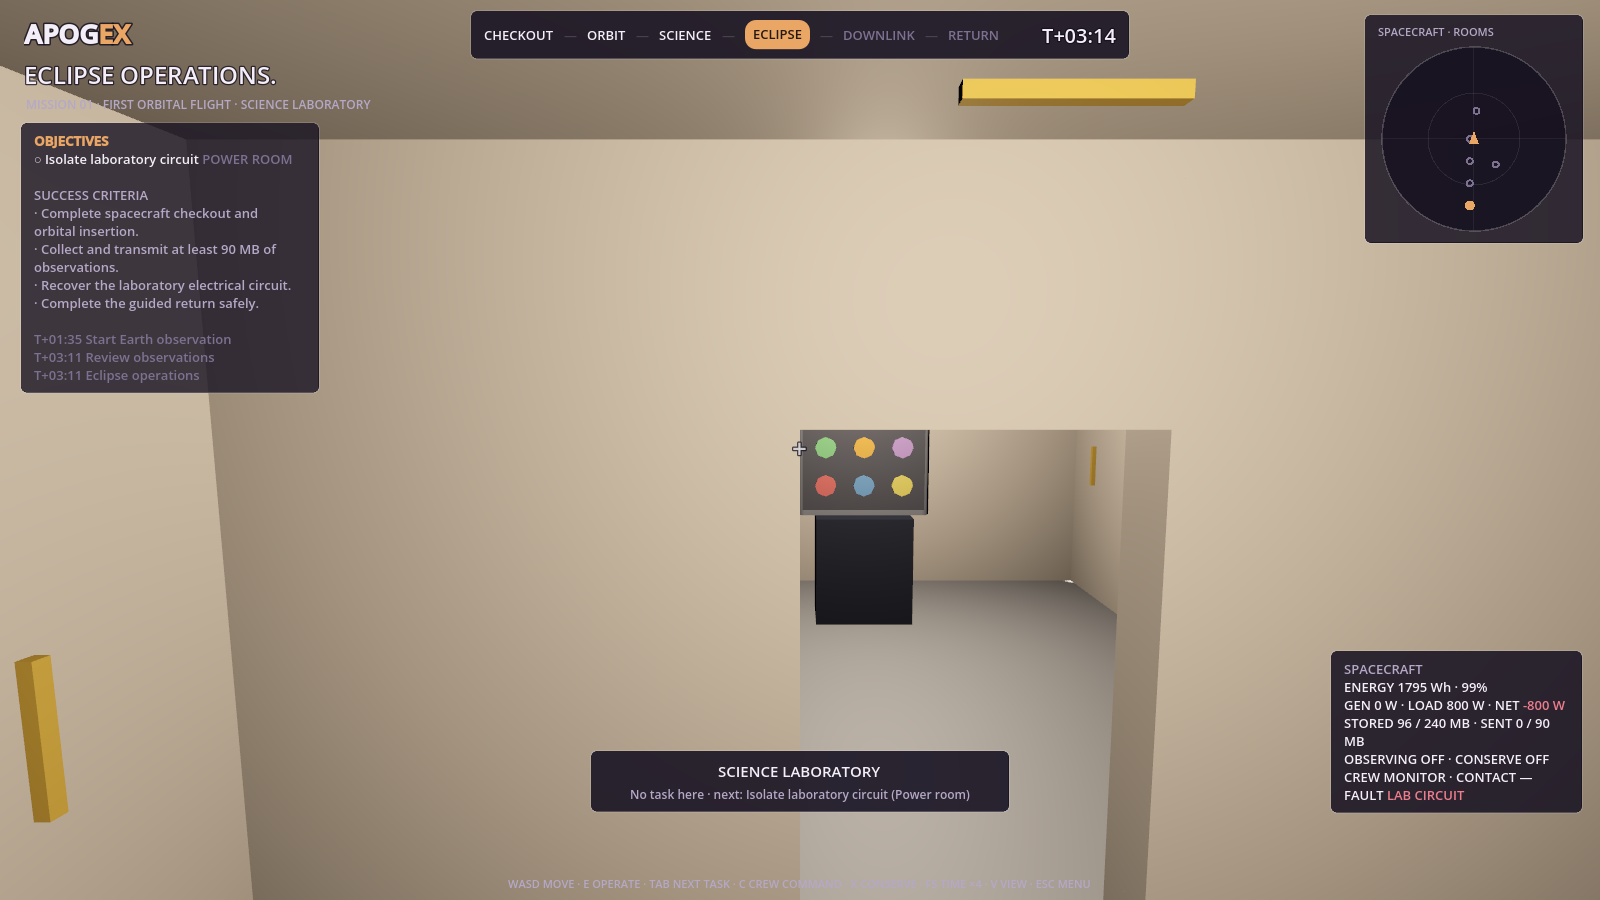 APOGEX
ECLIPSE OPERATIONS.
MISSION 01 · FIRST ORBITAL FLIGHT · SCIENCE LABORATORY
CHECKOUT — ORBIT — SCIENCE — ECLIPSE — DOWNLINK — RETURN T+03:14
SPACECRAFT · ROOMS
OBJECTIVES
○ Isolate laboratory circuit POWER ROOM
SUCCESS CRITERIA
· Complete spacecraft checkout and
orbital insertion.
· Collect and transmit at least 90 MB of
observations.
· Recover the laboratory electrical circuit.
· Complete the guided return safely.
T+01:35 Start Earth observation
T+03:11 Review observations
T+03:11 Eclipse operations
SPACECRAFT
ENERGY 1795 Wh · 99%
GEN 0 W · LOAD 800 W · NET -800 W
STORED 96 / 240 MB · SENT 0 / 90
MB
OBSERVING OFF · CONSERVE OFF
CREW MONITOR · CONTACT —
FAULT LAB CIRCUIT
SCIENCE LABORATORY
No task here · next: Isolate laboratory circuit (Power room)
WASD MOVE · E OPERATE · TAB NEXT TASK · C CREW · V VIEW · ESC MENU